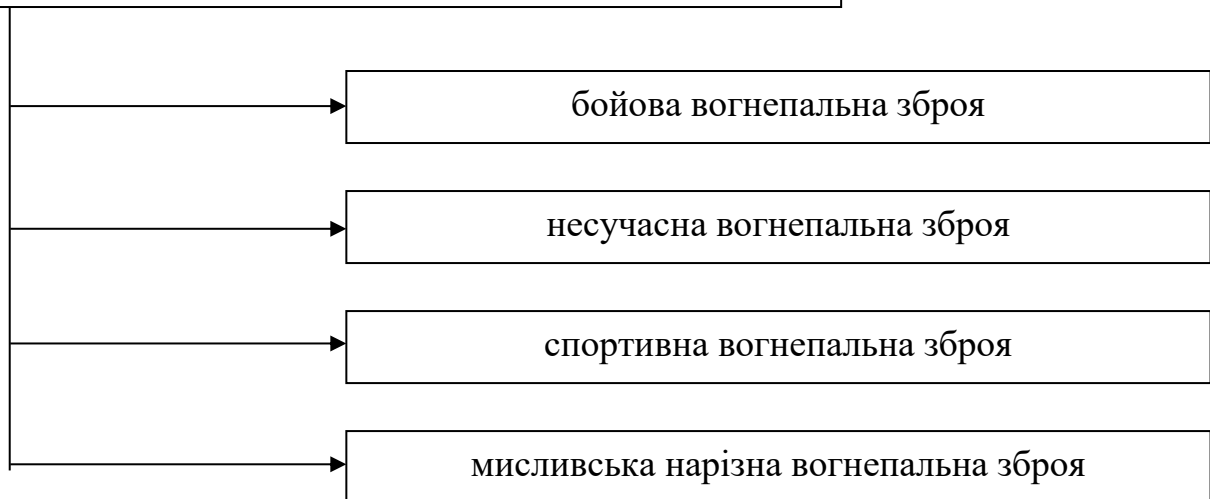 бойова вогнепальна зброя
несучасна вогнепальна зброя
спортивна вогнепальна зброя
мисливська нарізна вогнепальна зброя